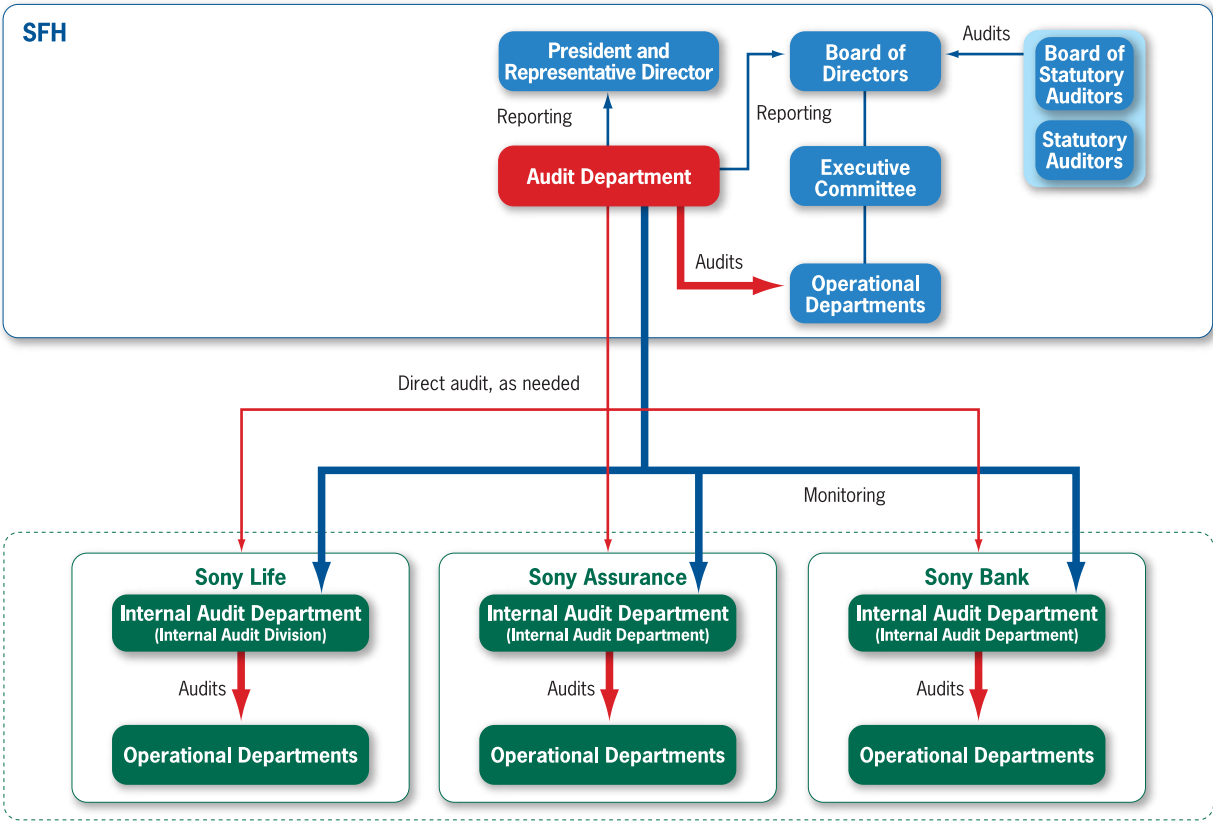 SFH
President and
Representative Director
Board of
Directors
Audits
Board of
Statutory
Auditors
Statutory
Auditors
Reporting
Reporting
Audit Department
Executive
Committee
Audits
Operational
Departments
Direct audit, as needed
Monitoring
Sony Life
Internal Audit Department
(Internal Audit Division)
Audits
Operational Departments
Sony Assurance
Internal Audit Department
(Internal Audit Department)
Audits
Operational Departments
Sony Bank
Internal Audit Department
(Internal Audit Department)
Audits
Operational Departments